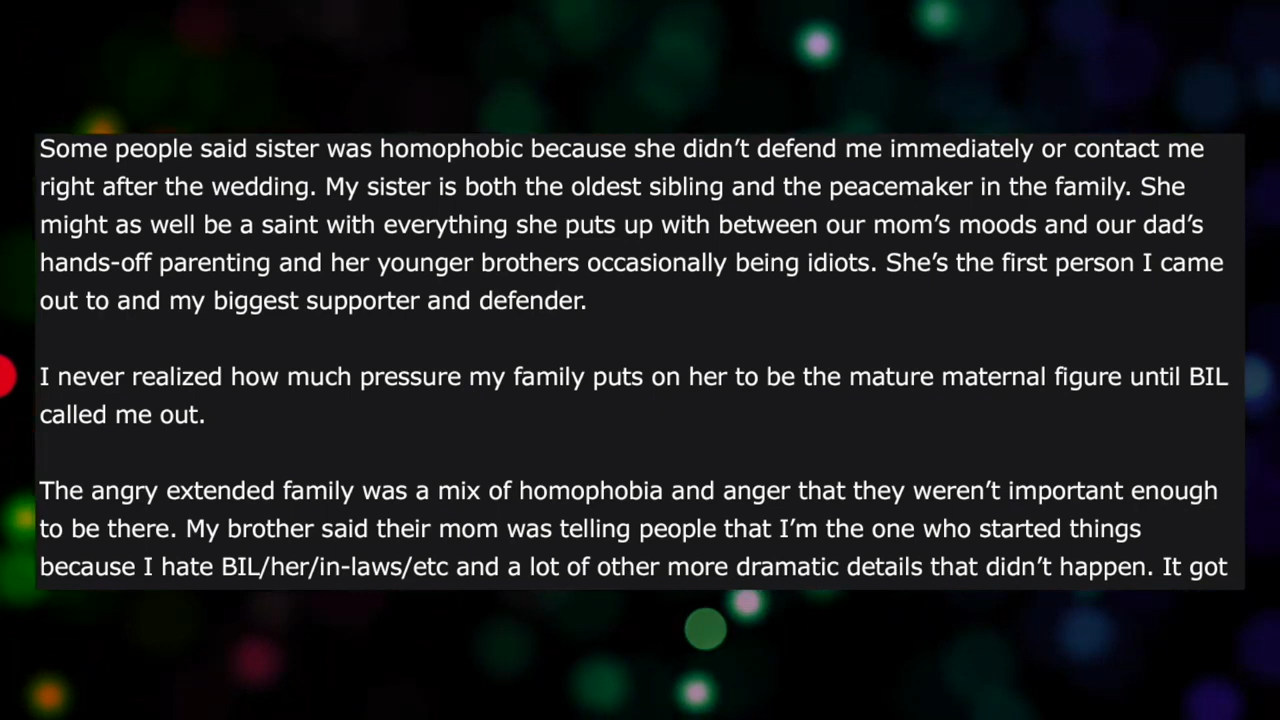 Some people said sister was homophobic because she didn’t defend me immediately or contact me
right after the wedding. My sister is both the oldest sibling and the peacemaker in the family. She
might as well be a saint with everything she puts up with between our mom’s moods and our dad’s
hands-off parenting and her younger brothers occasionally being idiots. She’s the first person I came
out to and my biggest supporter and defender.
I never realized how much pressure my family puts on her to be the mature maternal figure until BIL
called me out.
The angry extended family was a mix of homophobia and anger that they weren’t important enough
to be there. My brother said their mom was telling people that I’m the one who started things
because I hate BIL/her/in-laws/etc and a lot of other more dramatic details that didn’t happen. It got